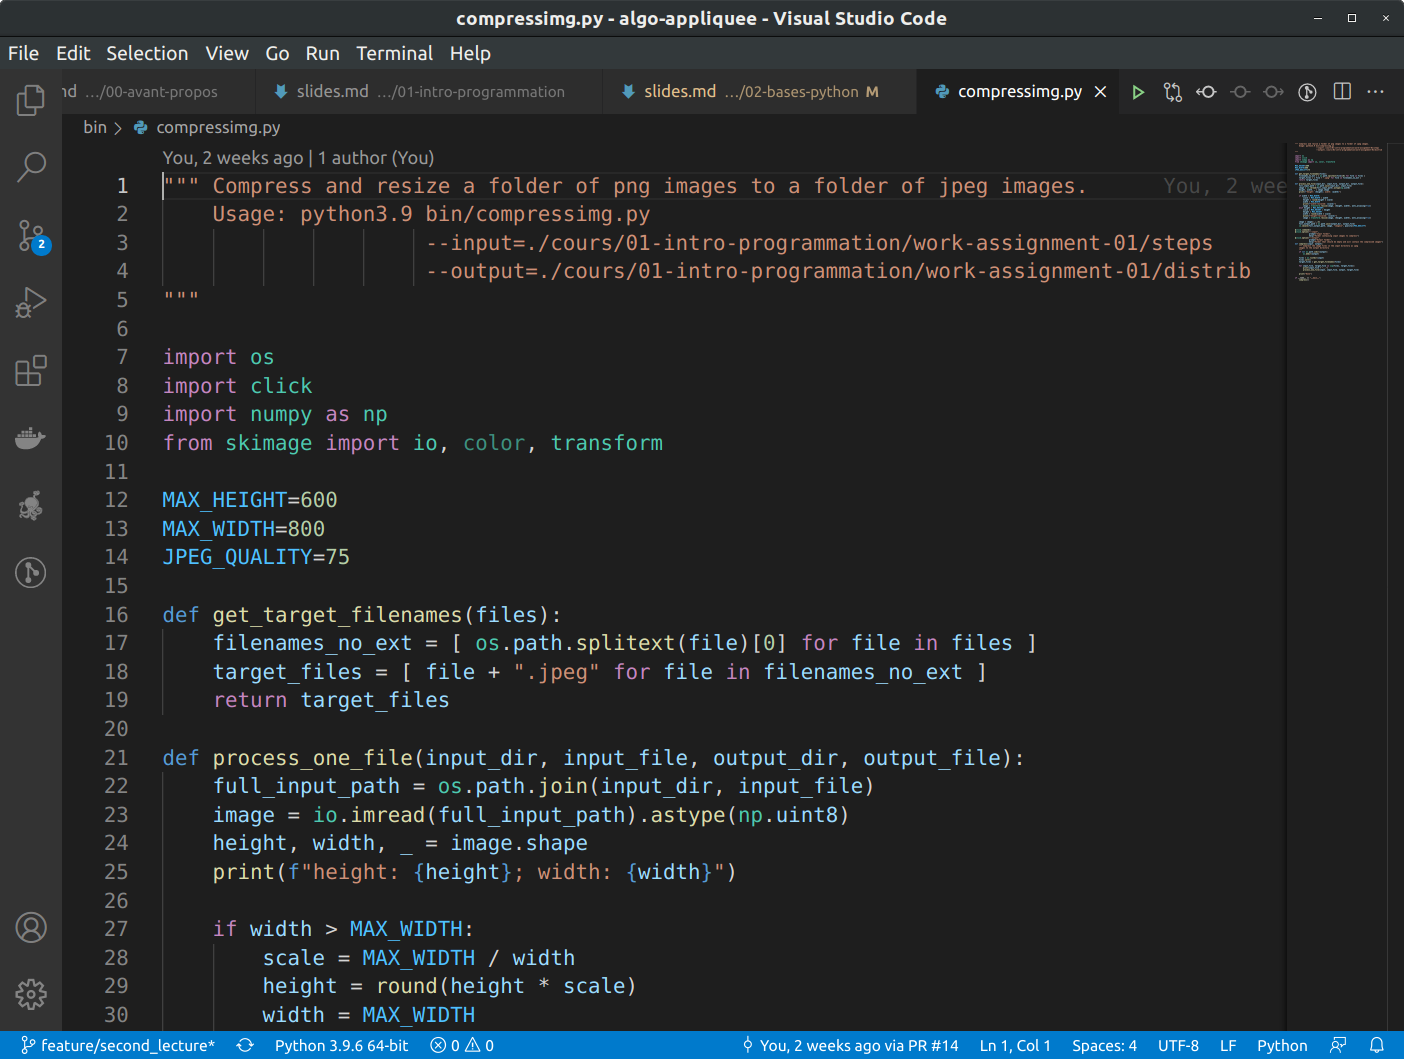 compressimg.py - algo-appliquee - Visual Studio Code
File Edit Selection View Go Run Terminal Help
nd .../00-avant-propos slides.md .../01-intro-programmation slides.md .../02-bases-python M compressimg.py
bin > compressimg.py
You, 2 weeks ago | 1 author (You)
1 """ Compress and resize a folder of png images to a folder of jpeg images. You, 2 wee
2 Usage: python3.9 bin/compressimg.py
3 --input=./cours/01-intro-programmation/work-assignment-01/steps
4 --output=./cours/01-intro-programmation/work-assignment-01/distrib
5 """
6
7 import os
8 import click
9 import numpy as np
10 from skimage import io, color, transform
11
12 MAX_HEIGHT=600
13 MAX_WIDTH=800
14 JPEG_QUALITY=75
15
16 def get_target_filenames(files):
17 filenames_no_ext = [ os.path.splitext(file)[0] for file in files ]
18 target_files = [ file + ".jpeg" for file in filenames_no_ext ]
19 return target_files
20
21 def process_one_file(input_dir, input_file, output_dir, output_file):
22 full_input_path = os.path.join(input_dir, input_file)
23 image = io.imread(full_input_path).astype(np.uint8)
24 height, width, _ = image.shape
25 print(f"height: {height}; width: {width}")
26
27 if width > MAX_WIDTH:
28 scale = MAX_WIDTH / width
29 height = round(height * scale)
30 width = MAX_WIDTH
2
feature/second_lecture* Python 3.9.6 64-bit 0 0 You, 2 weeks ago via PR #14 Ln 1, Col 1 Spaces: 4 UTF-8 LF Python